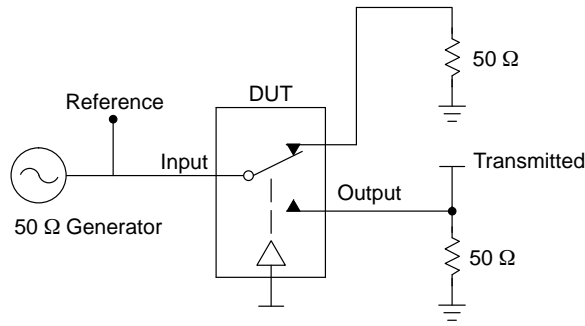 50 Ω
DUT
Reference
Input
Transmitted
Output
50 Ω Generator
50 Ω